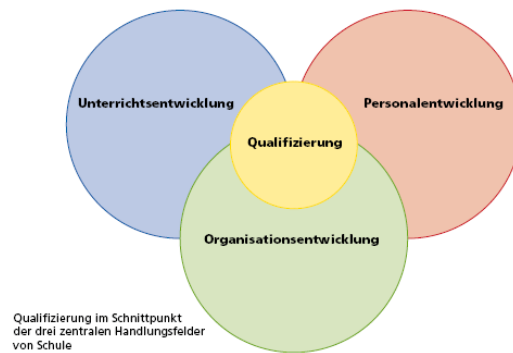 Unterrichtsentwicklung
Personalentwicklung
Qualifizierung
Organisationsentwicklung
Qualifizierung im Schnittpunkt
der drei zentralen Handlungsfelder
von Schule